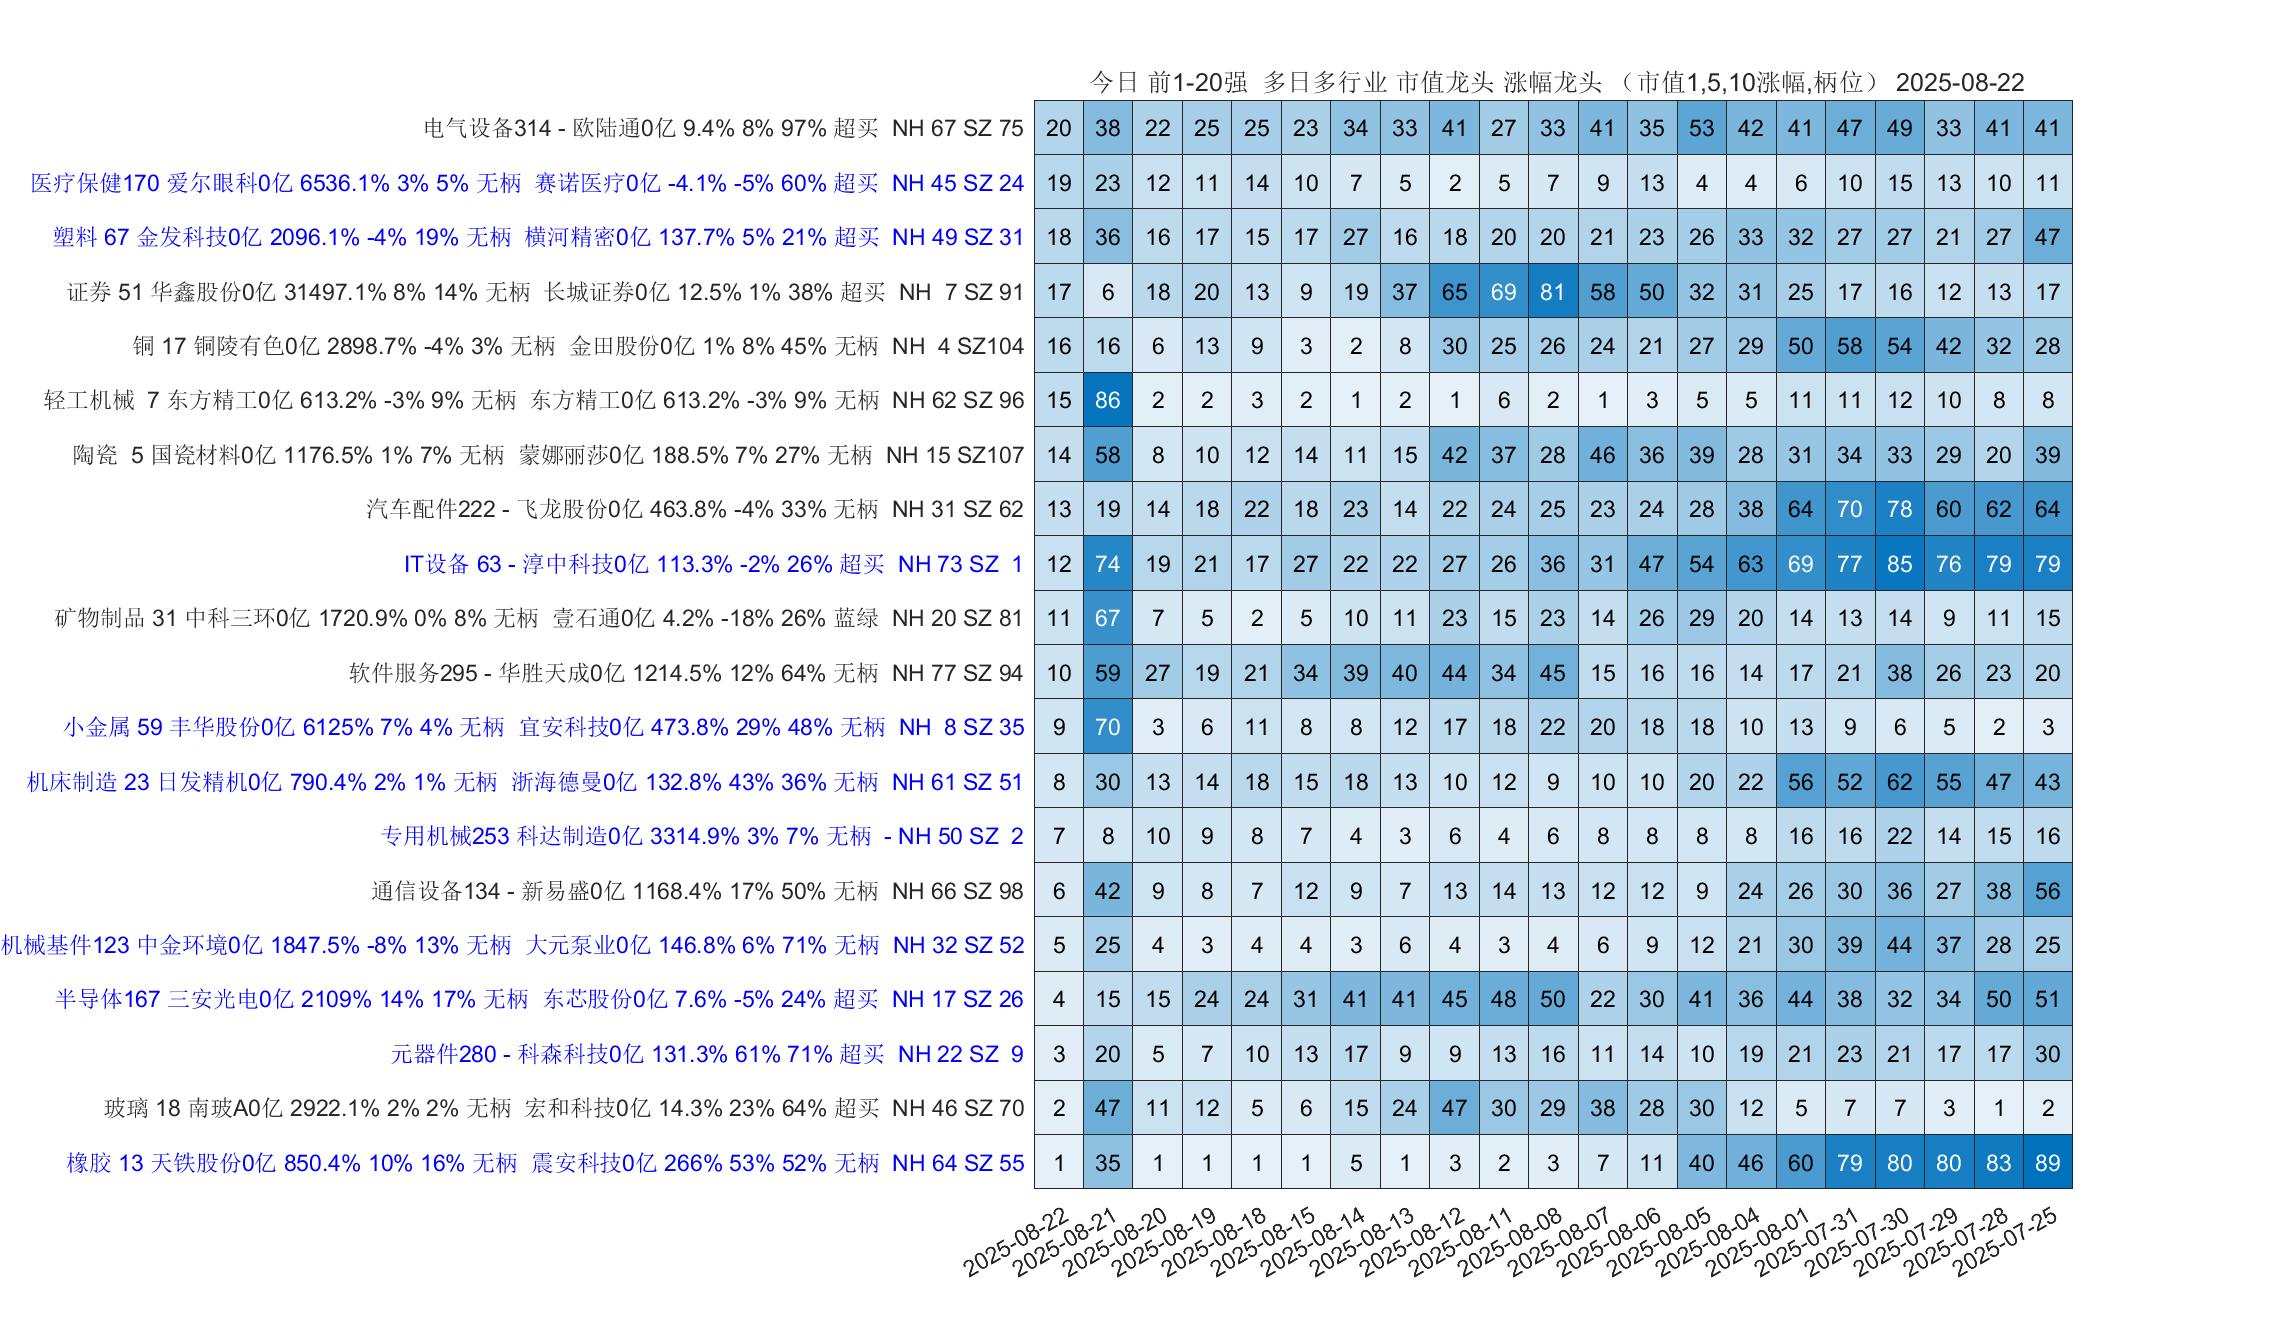 今日 前1-20强 多日多行业 市值龙头 涨幅龙头 （市值1,5,10涨幅,柄位） 2025-08-22
电气设备314 - 欧陆通0亿 9.4% 8% 97% 超买 NH 67 SZ 75 20 38 22 25 25 23 34 33 41 27 33 41 35 53 42 41 47 49 33 41 41
医疗保健170 爱尔眼科0亿 6536.1% 3% 5% 无柄 赛诺医疗0亿 -4.1% -5% 60% 超买 NH 45 SZ 24 19 23 12 11 14 10 7 5 2 5 7 9 13 4 4 6 10 15 13 10 11
塑料 67 金发科技0亿 2096.1% -4% 19% 无柄 横河精密0亿 137.7% 5% 21% 超买 NH 49 SZ 31 18 36 16 17 15 17 27 16 18 20 20 21 23 26 33 32 27 27 21 27 47
证券 51 华鑫股份0亿 31497.1% 8% 14% 无柄 长城证券0亿 12.5% 1% 38% 超买 NH 7 SZ 91 17 6 18 20 13 9 19 37 65 69 81 58 50 32 31 25 17 16 12 13 17
铜 17 铜陵有色0亿 2898.7% -4% 3% 无柄 金田股份0亿 1% 8% 45% 无柄 NH 4 SZ104 16 16 6 13 9 3 2 8 30 25 26 24 21 27 29 50 58 54 42 32 28
轻工机械 7 东方精工0亿 613.2% -3% 9% 无柄 东方精工0亿 613.2% -3% 9% 无柄 NH 62 SZ 96 15 86 2 2 3 2 1 2 1 6 2 1 3 5 5 11 11 12 10 8 8
陶瓷 5 国瓷材料0亿 1176.5% 1% 7% 无柄 蒙娜丽莎0亿 188.5% 7% 27% 无柄 NH 15 SZ107 14 58 8 10 12 14 11 15 42 37 28 46 36 39 28 31 34 33 29 20 39
汽车配件222 - 飞龙股份0亿 463.8% -4% 33% 无柄 NH 31 SZ 62 13 19 14 18 22 18 23 14 22 24 25 23 24 28 38 64 70 78 60 62 64
IT设备 63 - 淳中科技0亿 113.3% -2% 26% 超买 NH 73 SZ 1 12 74 19 21 17 27 22 22 27 26 36 31 47 54 63 69 77 85 76 79 79
矿物制品 31 中科三环0亿 1720.9% 0% 8% 无柄 壹石通0亿 4.2% -18% 26% 蓝绿 NH 20 SZ 81 11 67 7 5 2 5 10 11 23 15 23 14 26 29 20 14 13 14 9 11 15
软件服务295 - 华胜天成0亿 1214.5% 12% 64% 无柄 NH 77 SZ 94 10 59 27 19 21 34 39 40 44 34 45 15 16 16 14 17 21 38 26 23 20
小金属 59 丰华股份0亿 6125% 7% 4% 无柄 宜安科技0亿 473.8% 29% 48% 无柄 NH 8 SZ 35 9 70 3 6 11 8 8 12 17 18 22 20 18 18 10 13 9 6 5 2 3
机床制造 23 日发精机0亿 790.4% 2% 1% 无柄 浙海德曼0亿 132.8% 43% 36% 无柄 NH 61 SZ 51 8 30 13 14 18 15 18 13 10 12 9 10 10 20 22 56 52 62 55 47 43
专用机械253 科达制造0亿 3314.9% 3% 7% 无柄 - NH 50 SZ 2 7 8 10 9 8 7 4 3 6 4 6 8 8 8 8 16 16 22 14 15 16
通信设备134 - 新易盛0亿 1168.4% 17% 50% 无柄 NH 66 SZ 98 6 42 9 8 7 12 9 7 13 14 13 12 12 9 24 26 30 36 27 38 56
机械基件123 中金环境0亿 1847.5% -8% 13% 无柄 大元泵业0亿 146.8% 6% 71% 无柄 NH 32 SZ 52 5 25 4 3 4 4 3 6 4 3 4 6 9 12 21 30 39 44 37 28 25
半导体167 三安光电0亿 2109% 14% 17% 无柄 东芯股份0亿 7.6% -5% 24% 超买 NH 17 SZ 26 4 15 15 24 24 31 41 41 45 48 50 22 30 41 36 44 38 32 34 50 51
元器件280 - 科森科技0亿 131.3% 61% 71% 超买 NH 22 SZ 9 3 20 5 7 10 13 17 9 9 13 16 11 14 10 19 21 23 21 17 17 30
玻璃 18 南玻A0亿 2922.1% 2% 2% 无柄 宏和科技0亿 14.3% 23% 64% 超买 NH 46 SZ 70 2 47 11 12 5 6 15 24 47 30 29 38 28 30 12 5 7 7 3 1 2
橡胶 13 天铁股份0亿 850.4% 10% 16% 无柄 震安科技0亿 266% 53% 52% 无柄 NH 64 SZ 55 1 35 1 1 1 1 5 1 3 2 3 7 11 40 46 60 79 80 80 83 89
2025-08-22 2025-08-21 2025-08-20 2025-08-19 2025-08-18 2025-08-15 2025-08-14 2025-08-13 2025-08-12 2025-08-11 2025-08-08 2025-08-07 2025-08-06 2025-08-05 2025-08-04 2025-08-01 2025-07-31 2025-07-30 2025-07-29 2025-07-28 2025-07-25